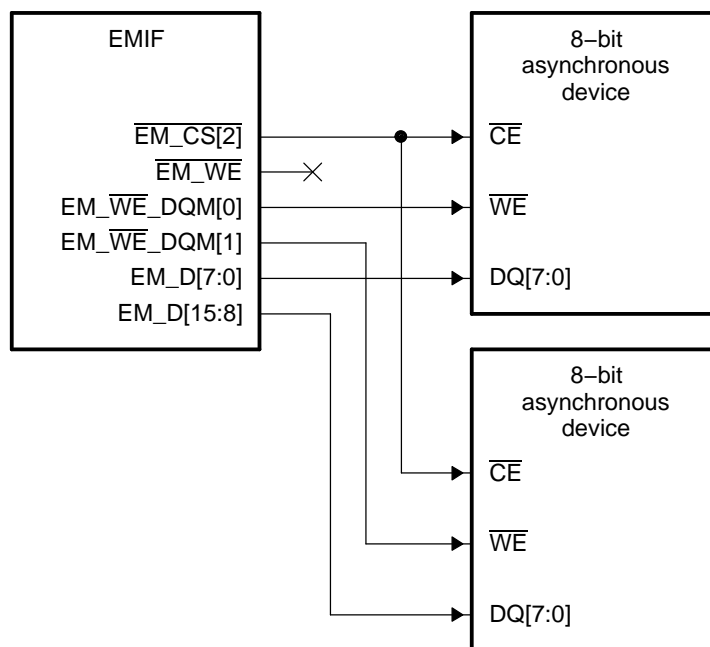 EMIF
EM_CS[2]
EM_WE
EM_WE_DQM[0]
EM_WE_DQM[1]
EM_D[7:0]
EM_D[15:8]
8−bit
asynchronous
device
CE
WE
DQ[7:0]
8−bit
asynchronous
device
CE
WE
DQ[7:0]